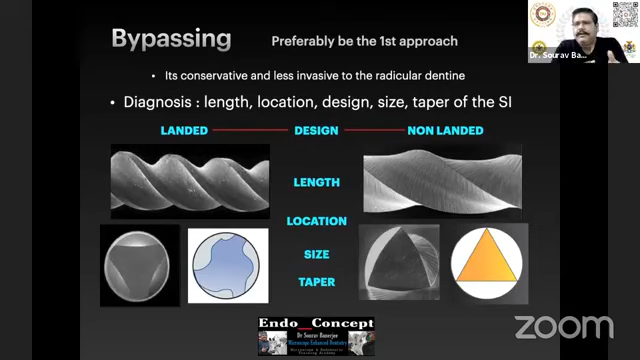 Bypassing
Preferably be the 1st approach
• Its conservative and less invasive to the radicular dentine
• Diagnosis : length, location, design, size, taper of the SI
LANDED
DESIGN
NON LANDED
LENGTH
LOCATION
SIZE
TAPER
Endo_Concept
Dr Sourav Banerjee
Microscope Enhanced Dentistry
Dr. Sourav Ba...
zoom